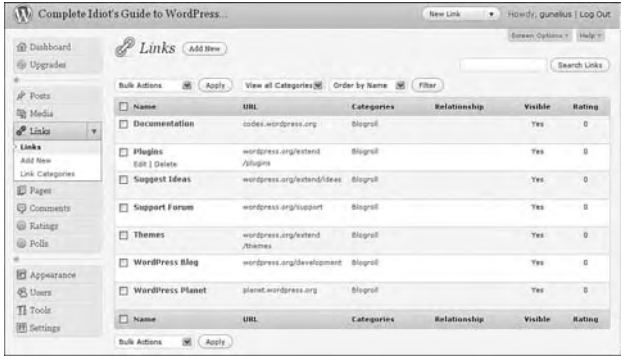 Complete Idiot's Guide to WordPress...
New Link
Howdy, gunelius | Log Out
Screen Options
Help
Dashboard
Upgrades
Posts
Media
Links
Links
Add New
Link Categories
Pages
Comments
Ratings
Polls
Appearance
Users
Tools
Settings
Links
Add New
Search Links
Bulk Actions Apply View all Categories Order by Name Filter
Name URL Categories Relationship Visible Rating
Documentation codex.wordpress.org Blogroll Yes 0
Plugins wordpress.org/extend Blogroll Yes 0
Edit | Delete /plugins
Suggest Ideas wordpress.org/extend/ideas Blogroll Yes 0
Support Forum wordpress.org/support Blogroll Yes 0
Themes wordpress.org/extend Blogroll Yes 0
/themes
WordPress Blog wordpress.org/development Blogroll Yes 0
WordPress Planet planet.wordpress.org Blogroll Yes 0
Name URL Categories Relationship Visible Rating
Bulk Actions Apply